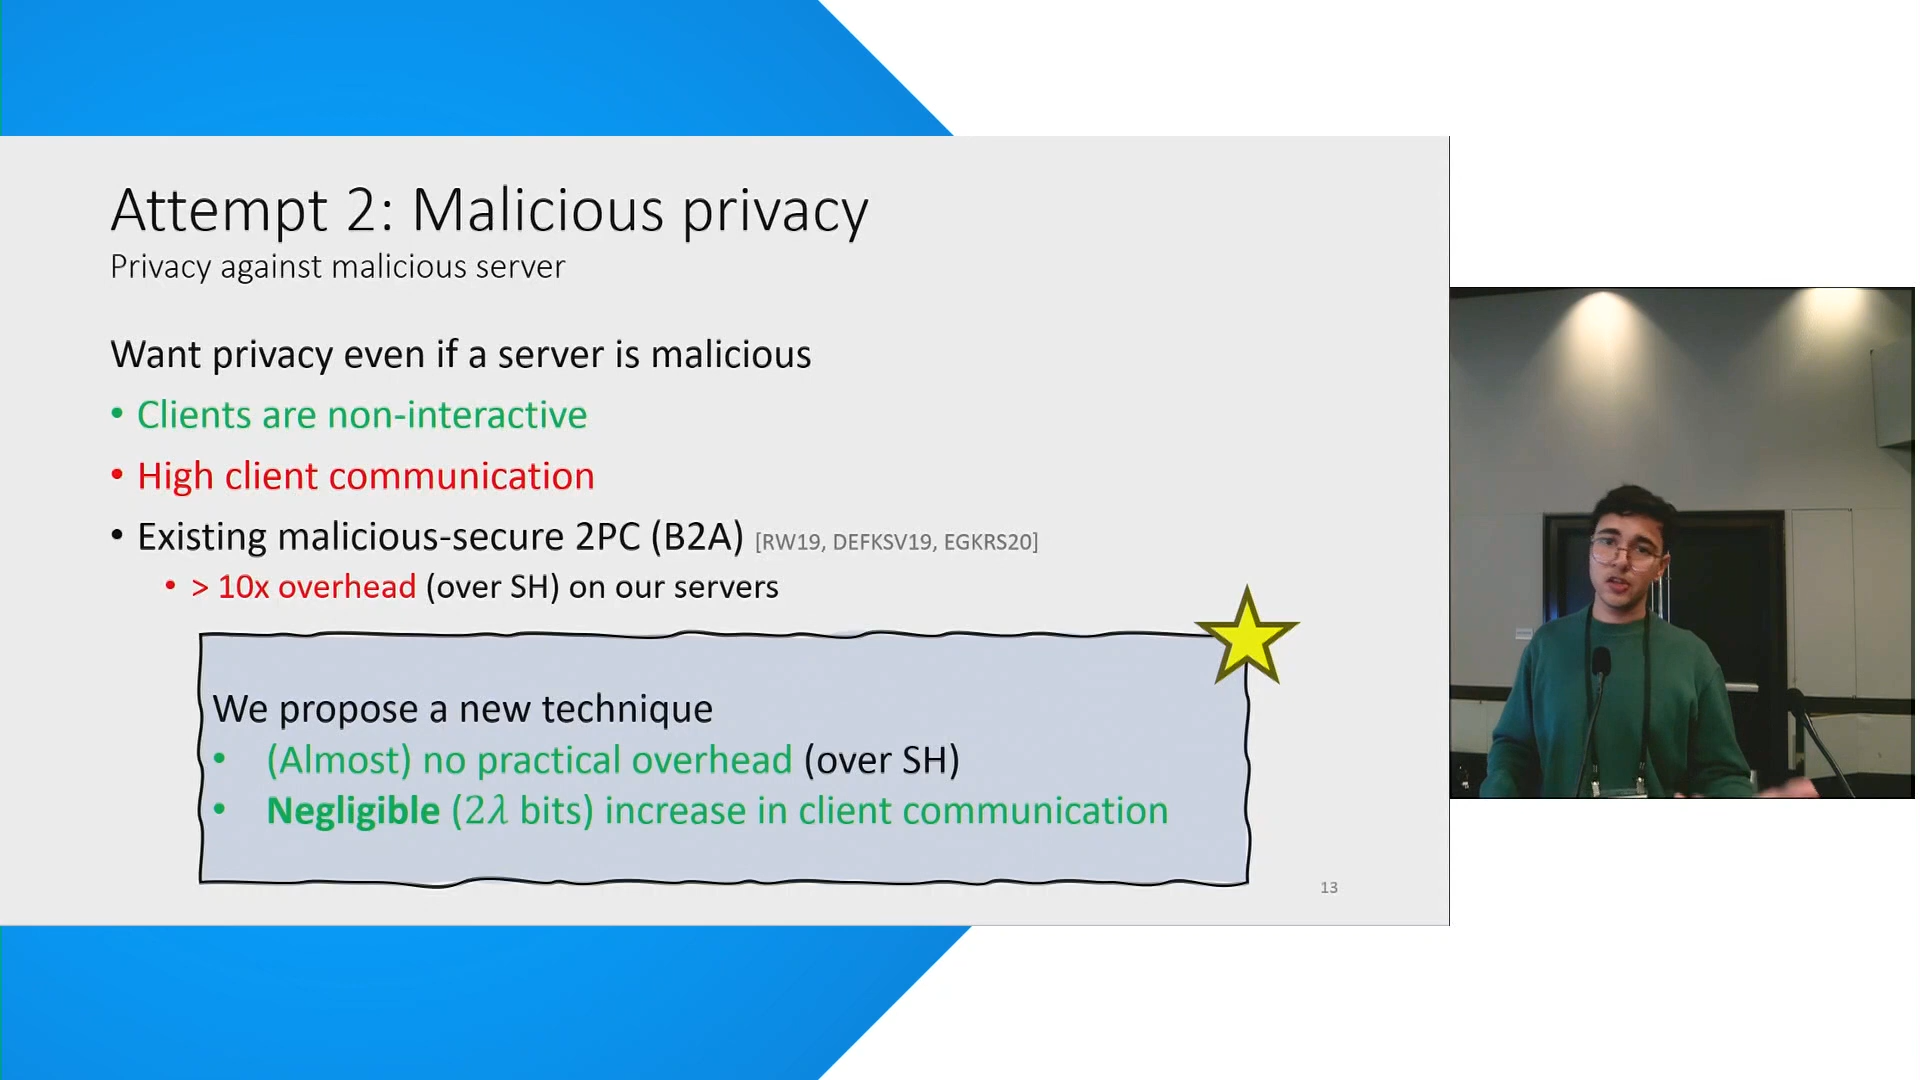 Attempt 2: Malicious privacy
Privacy against malicious server
Want privacy even if a server is malicious
• Clients are non-interactive
• High client communication
• Existing malicious-secure 2PC (B2A) [RW19, DEFKSV19, EGKRS20]
• > 10x overhead (over SH) on our servers
We propose a new technique
• (Almost) no practical overhead (over SH)
• Negligible (2λ bits) increase in client communication
13